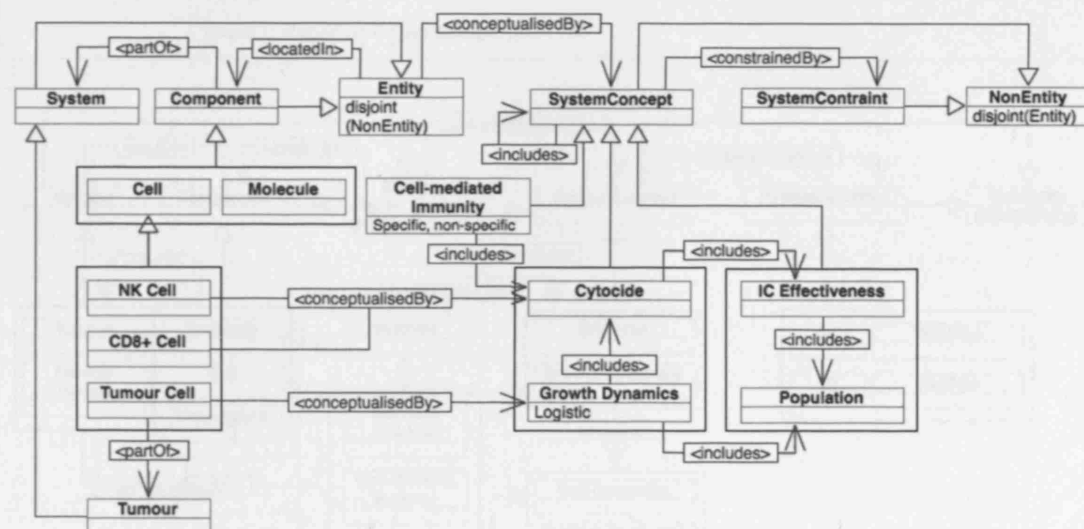 <conceptualisedBy>
<partOf>
<locatedIn>
<constrainedBy>
System
Component
Entity
disjoint
(NonEntity)
SystemConcept
SystemContraint
NonEntity
disjoint(Entity)
<includes>
Cell
Molecule
Cell-mediated
Immunity
Specific, non-specific
<includes>
<includes>
NK Cell
<conceptualisedBy>
Cytocide
IC Effectiveness
CD8+ Cell
<includes>
<includes>
Tumour Cell
<conceptualisedBy>
Growth Dynamics
Logistic
Population
<partOf>
<includes>
Tumour